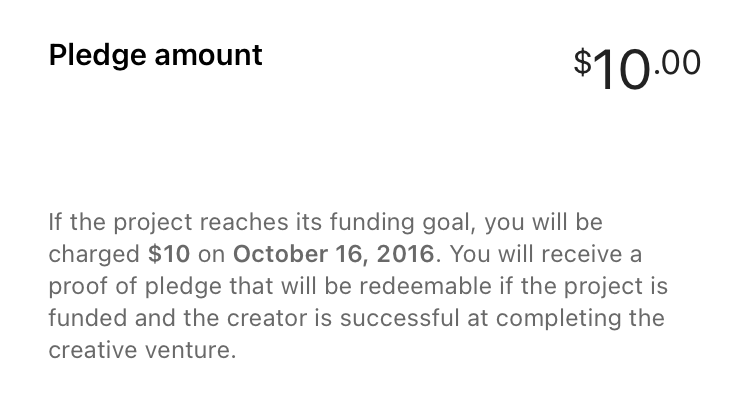 Pledge amount $10.00
If the project reaches its funding goal, you will be
charged $10 on October 16, 2016. You will receive a
proof of pledge that will be redeemable if the project is
funded and the creator is successful at completing the
creative venture.